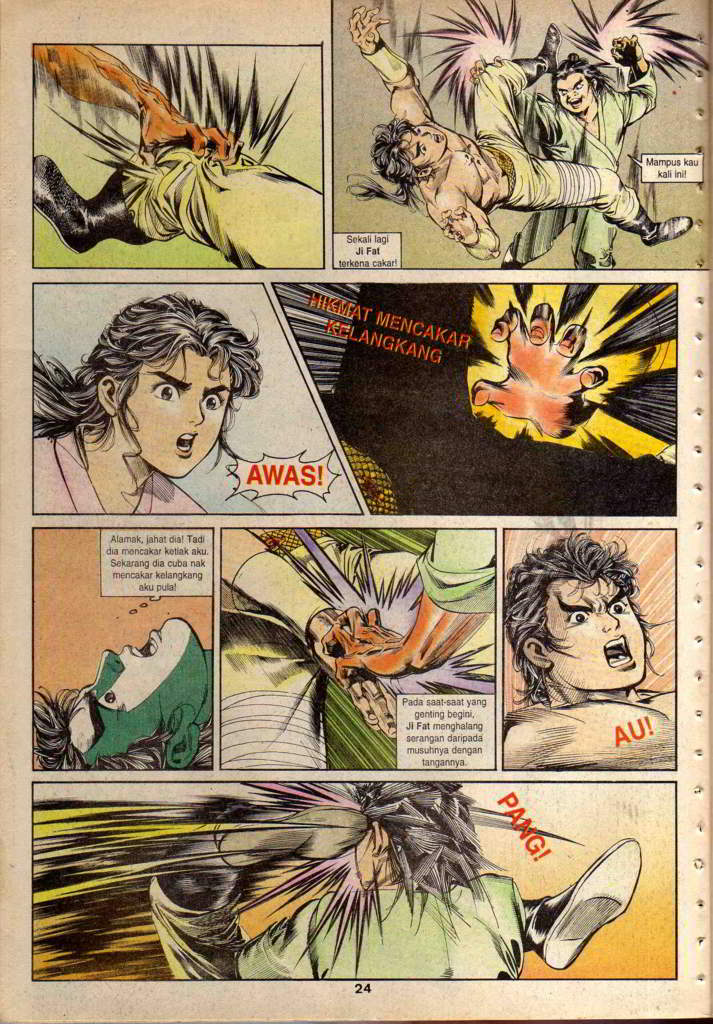 24
Mampus kau
kali ini!
Sekali lagi
Ji Fat
terkena cakar!
AWAS!
HIKMAT MENCAKAR
KELANGKANG
Alamak, jahat dia! Tadi
dia mencakar ketiak aku.
Sekarang dia cuba nak
mencakar kelangkang
aku pula!
Pada saat-saat yang
genting begini,
Ji Fat menghalang
serangan daripada
musuhnya dengan
tangannya.
AU!
PANG!
24